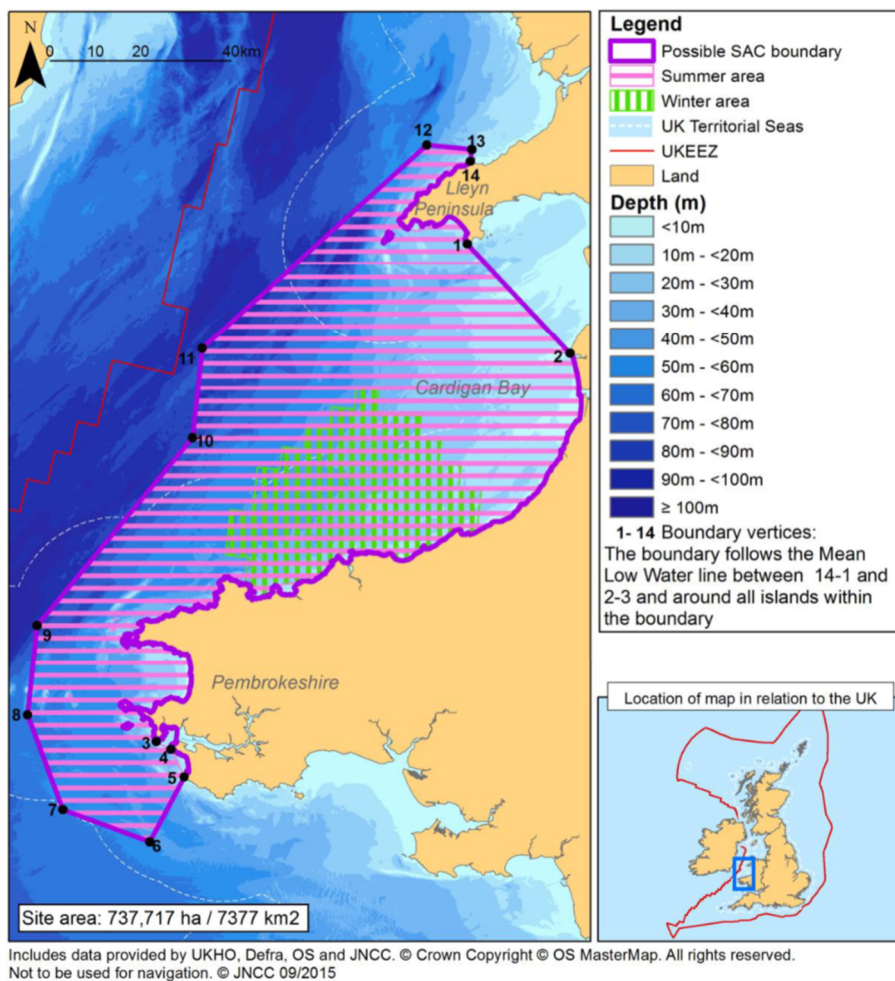 N
0 10 20 40km
12
13
14
Lleyn
Peninsula
1
11
2
Cardigan Bay
10
9
Pembrokeshire
8
3
4
5
7
6
Site area: 737,717 ha / 7377 km2
Legend
Possible SAC boundary
Summer area
Winter area
UK Territorial Seas
UKEEZ
Land
Depth (m)
<10m
10m - <20m
20m - <30m
30m - <40m
40m - <50m
50m - <60m
60m - <70m
70m - <80m
80m - <90m
90m - <100m
≥ 100m
1- 14 Boundary vertices:
The boundary follows the Mean
Low Water line between 14-1 and
2-3 and around all islands within
the boundary
Location of map in relation to the UK
Includes data provided by UKHO, Defra, OS and JNCC. © Crown Copyright © OS MasterMap. All rights reserved.
Not to be used for navigation. © JNCC 09/2015